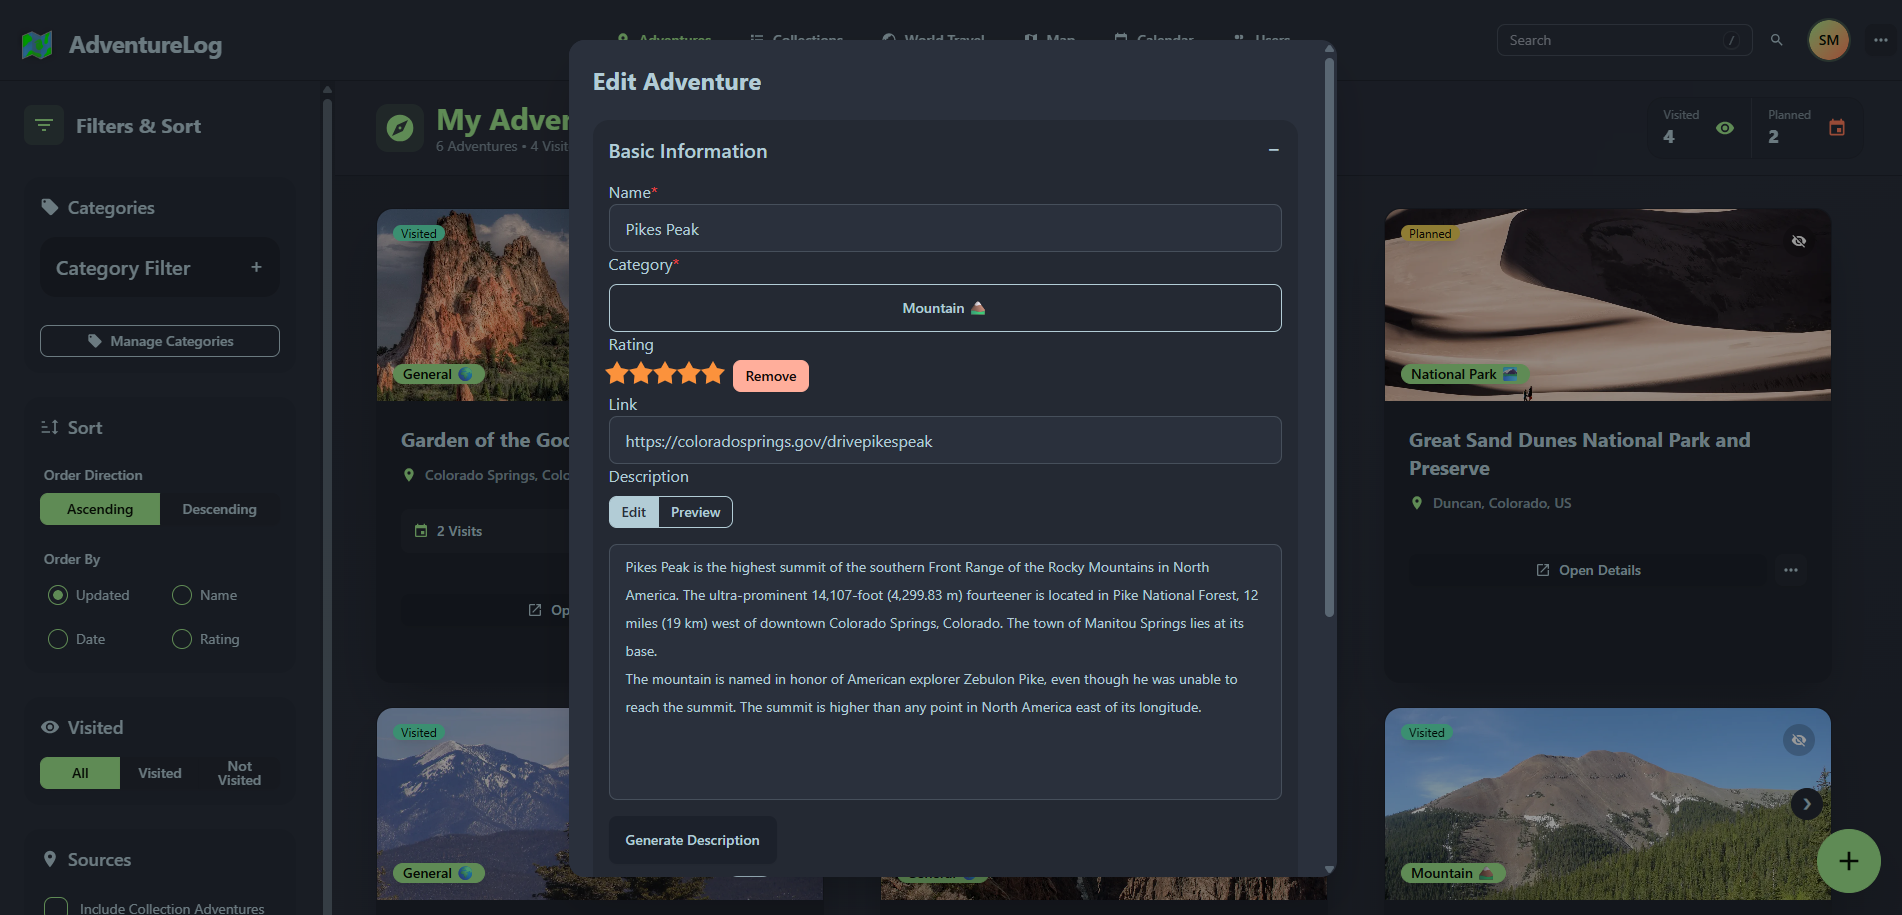 AdventureLog
Adventures
Collections
World Travel
Map
Calendar
Users
Search
/
SM
Filters & Sort
Categories
Category Filter
+
Manage Categories
Sort
Order Direction
Ascending
Descending
Order By
Updated
Name
Date
Rating
Visited
All
Visited
Not
Visited
Sources
Include Collection Adventures
My Adven
6 Adventures • 4 Visit
Visited
4
Planned
2
Visited
General
Garden of the Goo
Colorado Springs, Colo
2 Visits
Op
Planned
National Park
Great Sand Dunes National Park and
Preserve
Duncan, Colorado, US
Open Details
Visited
General
General
Visited
Mountain
Edit Adventure
Basic Information
Name*
Pikes Peak
Category*
Mountain
Rating
Remove
Link
https://coloradosprings.gov/drivepikespeak
Description
Edit
Preview
Pikes Peak is the highest summit of the southern Front Range of the Rocky Mountains in North
America. The ultra-prominent 14,107-foot (4,299.83 m) fourteener is located in Pike National Forest, 12
miles (19 km) west of downtown Colorado Springs, Colorado. The town of Manitou Springs lies at its
base.
The mountain is named in honor of American explorer Zebulon Pike, even though he was unable to
reach the summit. The summit is higher than any point in North America east of its longitude.
Generate Description